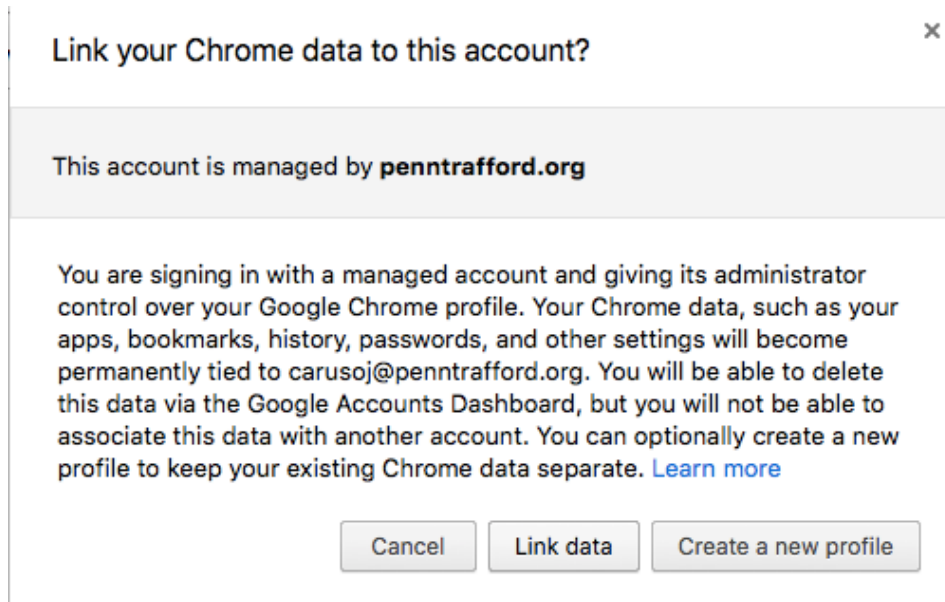 Link your Chrome data to this account?
×
This account is managed by penntrafford.org
You are signing in with a managed account and giving its administrator
control over your Google Chrome profile. Your Chrome data, such as your
apps, bookmarks, history, passwords, and other settings will become
permanently tied to carusoj@penntrafford.org. You will be able to delete
this data via the Google Accounts Dashboard, but you will not be able to
associate this data with another account. You can optionally create a new
profile to keep your existing Chrome data separate. Learn more
Cancel
Link data
Create a new profile